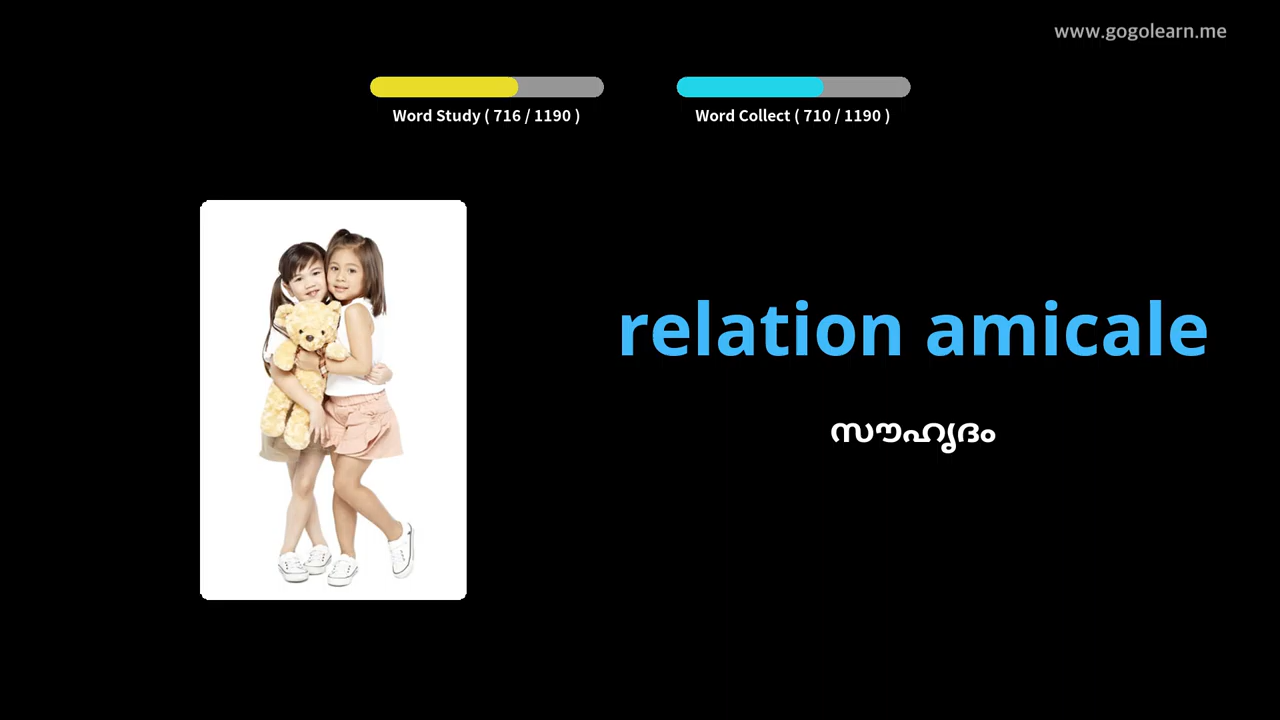 www.gogolearn.me
Word Study ( 716 / 1190 )
Word Collect ( 710 / 1190 )
relation amicale
സൗഹൃദം